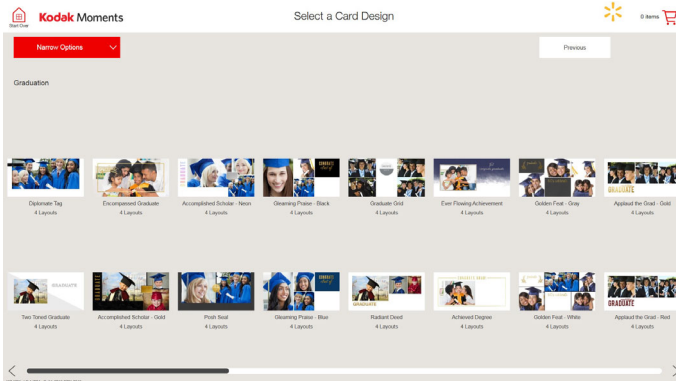 Start Over
Kodak Moments
Select a Card Design
0 items
Narrow Options
Previous
Graduation
Diplomate Tag
4 Layouts
Encompassed Graduate
4 Layouts
Accomplished Scholar - Neon
4 Layouts
Gleaming Praise - Black
4 Layouts
Graduate Grid
4 Layouts
Ever Flowing Achievement
4 Layouts
Golden Feat - Gray
4 Layouts
GRADUATE
Applaud the Grad - Gold
4 Layouts
GRADUATE
Two Toned Graduate
4 Layouts
GRADUATE
Accomplished Scholar - Gold
4 Layouts
Posh Seal
4 Layouts
Gleaming Praise - Blue
4 Layouts
Radiant Deed
4 Layouts
Achieved Degree
4 Layouts
Golden Feat - White
4 Layouts
GRADUATE
Applaud the Grad - Red
4 Layouts